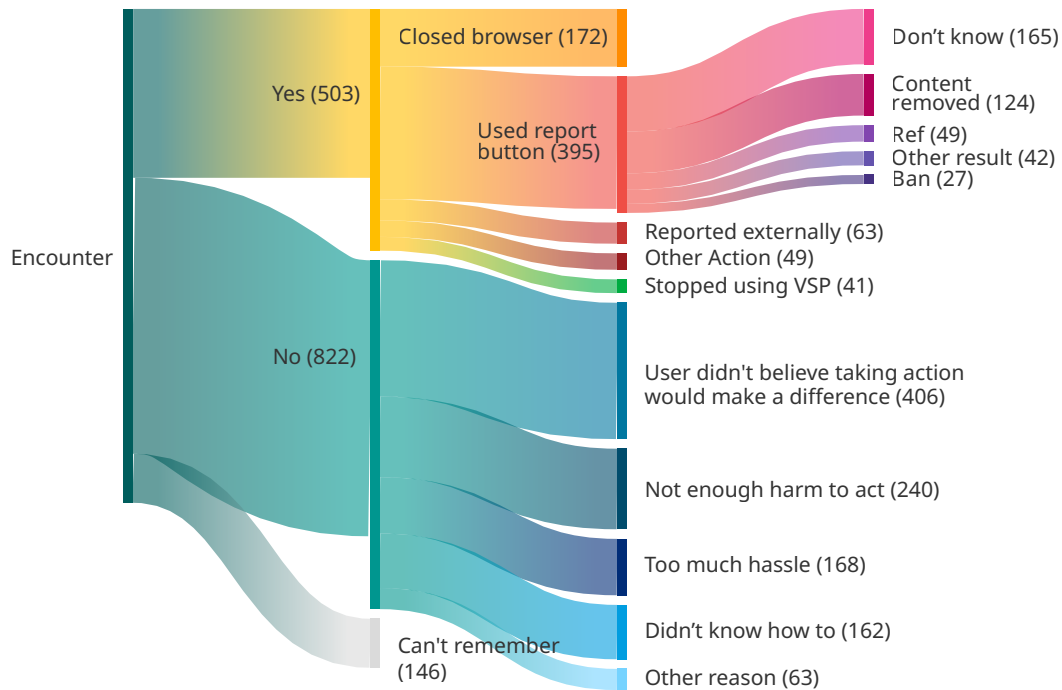 Encounter
Yes (503)
No (822)
Can't remember
(146)
Closed browser (172)
Used report
button (395)
Reported externally (63)
Other Action (49)
Stopped using VSP (41)
User didn't believe taking action
would make a difference (406)
Not enough harm to act (240)
Too much hassle (168)
Didn’t know how to (162)
Other reason (63)
Don’t know (165)
Content
removed (124)
Ref (49)
Other result (42)
Ban (27)